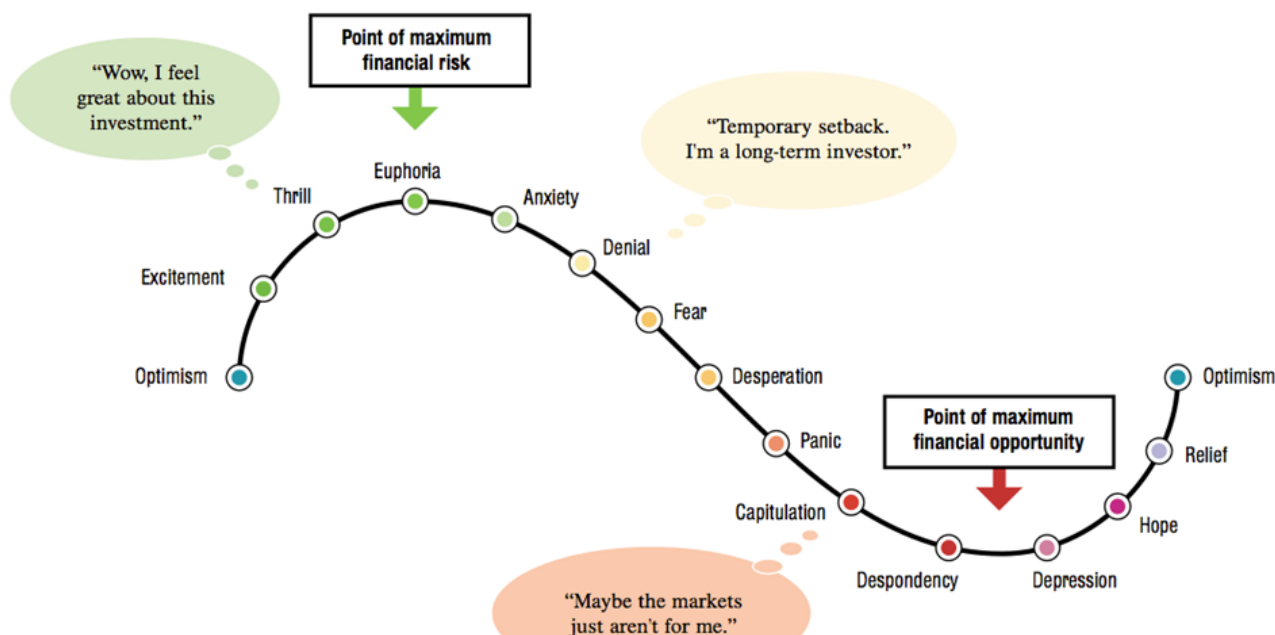 Point of maximum
financial risk
“Wow, I feel
great about this
investment.”
“Temporary setback.
I'm a long-term investor.”
Euphoria
Thrill
Anxiety
Denial
Excitement
Fear
Optimism
Desperation
Optimism
Point of maximum
financial opportunity
Panic
Relief
Capitulation
Hope
Despondency
Depression
“Maybe the markets
just aren't for me.”